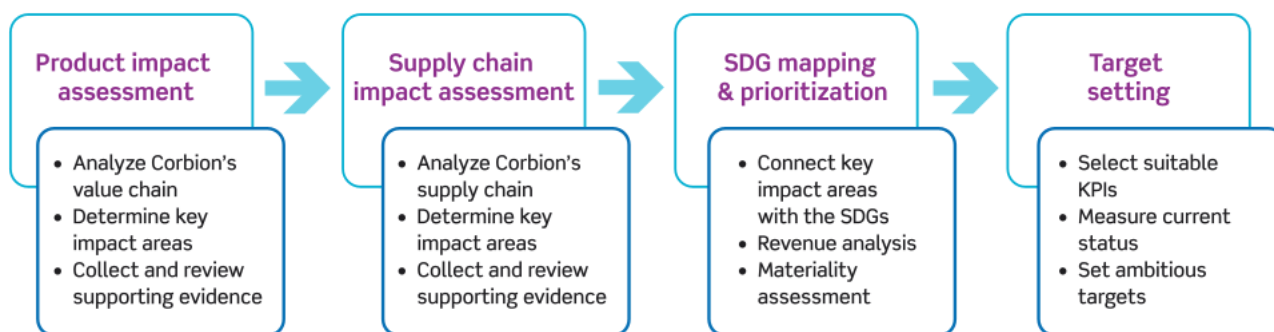 Product impact
assessment
• Analyze Corbion's
value chain
• Determine key
impact areas
• Collect and review
supporting evidence
Supply chain
impact assessment
• Analyze Corbion's
supply chain
• Determine key
impact areas
• Collect and review
supporting evidence
SDG mapping
& prioritization
• Connect key
impact areas
with the SDGs
• Revenue analysis
• Materiality
assessment
Target
setting
• Select suitable
KPIs
• Measure current
status
• Set ambitious
targets